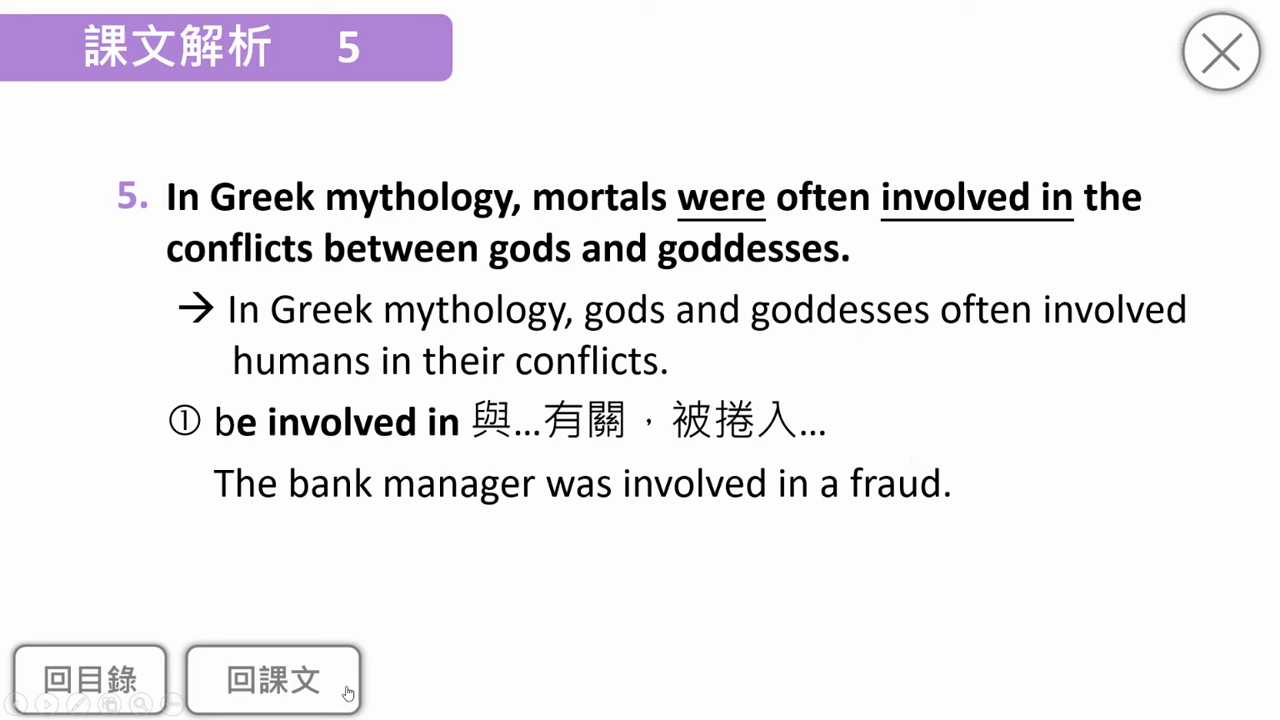 課文解析 5
5. In Greek mythology, mortals were often involved in the
conflicts between gods and goddesses.
→ In Greek mythology, gods and goddesses often involved
humans in their conflicts.
① be involved in 與…有關，被捲入…
The bank manager was involved in a fraud.
回目錄 回課文